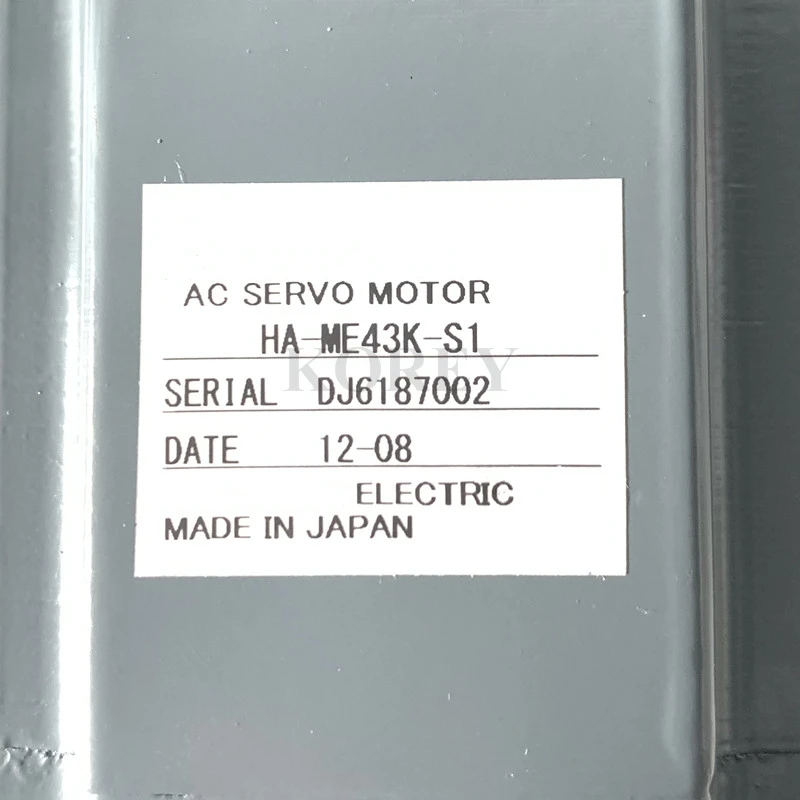 AC SERVO MOTOR
HA-ME43K-S1
KOREY
SERIAL DJ6187002
DATE 12-08
ELECTRIC
MADE IN JAPAN